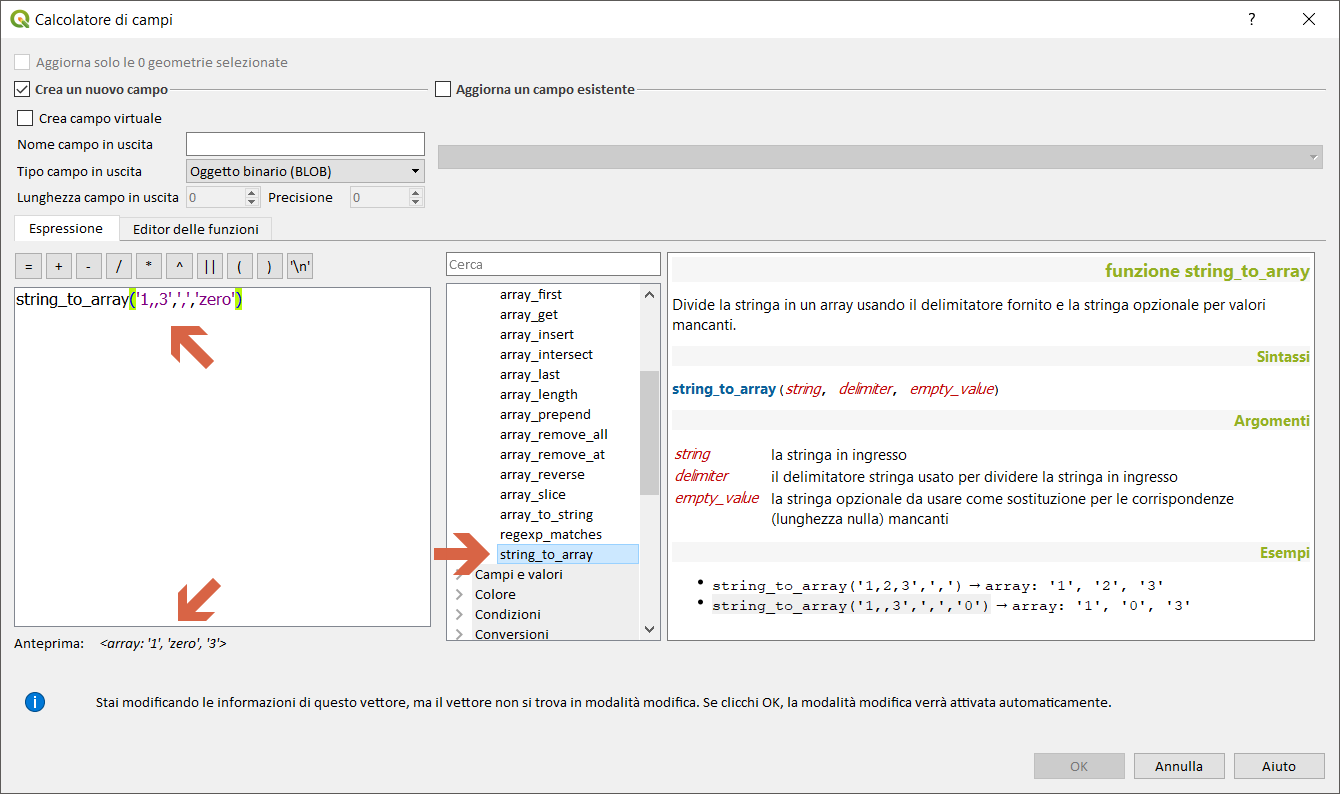 Calcolatore di campi
?
Aggiorna solo le 0 geometrie selezionate
Crea un nuovo campo
Aggiorna un campo esistente
Crea campo virtuale
Nome campo in uscita
Tipo campo in uscita Oggetto binario (BLOB)
Lunghezza campo in uscita 0 Precisione 0
Espressione Editor delle funzioni
= + - / * ^ || ( ) '\n'
string_to_array('1,,3',',','zero')
Anteprima: <array: '1', 'zero', '3'>
Cerca
array_first
array_get
array_insert
array_intersect
array_last
array_length
array_prepend
array_remove_all
array_remove_at
array_reverse
array_slice
array_to_string
regexp_matches
string_to_array
Campi e valori
Colore
Condizioni
Conversioni
funzione string_to_array
Divide la stringa in un array usando il delimitatore fornito e la stringa opzionale per valori
mancanti.
Sintassi
string_to_array(string, delimiter, empty_value)
Argomenti
string la stringa in ingresso
delimiter il delimitatore stringa usato per dividere la stringa in ingresso
empty_value la stringa opzionale da usare come sostituzione per le corrispondenze
(lunghezza nulla) mancanti
Esempi
• string_to_array('1,2,3',',') → array: '1', '2', '3'
• string_to_array('1,,3',',','0') → array: '1', '0', '3'
i
Stai modificando le informazioni di questo vettore, ma il vettore non si trova in modalità modifica. Se clicchi OK, la modalità modifica verrà attivata automaticamente.
OK Annulla Aiuto